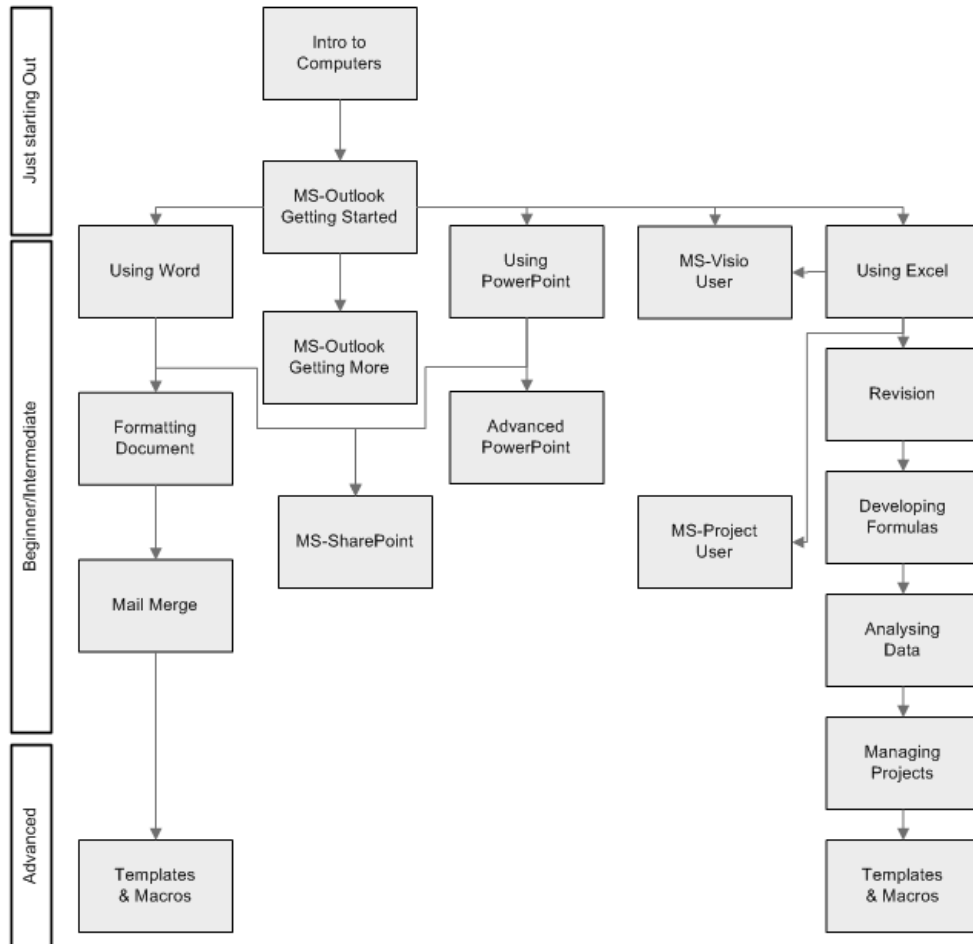 Just starting Out
Intro to
Computers
MS-Outlook
Getting Started
Beginner/Intermediate
Using Word
Using
PowerPoint
MS-Visio
User
Using Excel
MS-Outlook
Getting More
Revision
Formatting
Document
Advanced
PowerPoint
MS-SharePoint
MS-Project
User
Developing
Formulas
Mail Merge
Analysing
Data
Managing
Projects
Advanced
Templates
& Macros
Templates
& Macros